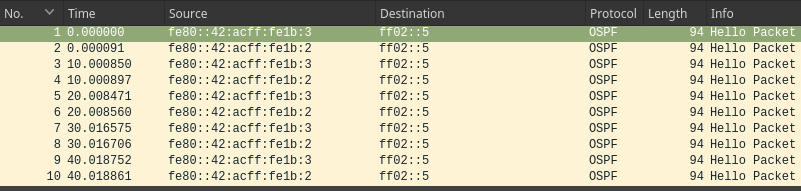 No. Time Source Destination Protocol Length Info
1 0.000000 fe80::42:acff:fe1b:3 ff02::5 OSPF 94 Hello Packet
2 0.000091 fe80::42:acff:fe1b:2 ff02::5 OSPF 94 Hello Packet
3 10.000850 fe80::42:acff:fe1b:3 ff02::5 OSPF 94 Hello Packet
4 10.000897 fe80::42:acff:fe1b:2 ff02::5 OSPF 94 Hello Packet
5 20.008471 fe80::42:acff:fe1b:3 ff02::5 OSPF 94 Hello Packet
6 20.008560 fe80::42:acff:fe1b:2 ff02::5 OSPF 94 Hello Packet
7 30.016575 fe80::42:acff:fe1b:3 ff02::5 OSPF 94 Hello Packet
8 30.016706 fe80::42:acff:fe1b:2 ff02::5 OSPF 94 Hello Packet
9 40.018752 fe80::42:acff:fe1b:3 ff02::5 OSPF 94 Hello Packet
10 40.018861 fe80::42:acff:fe1b:2 ff02::5 OSPF 94 Hello Packet